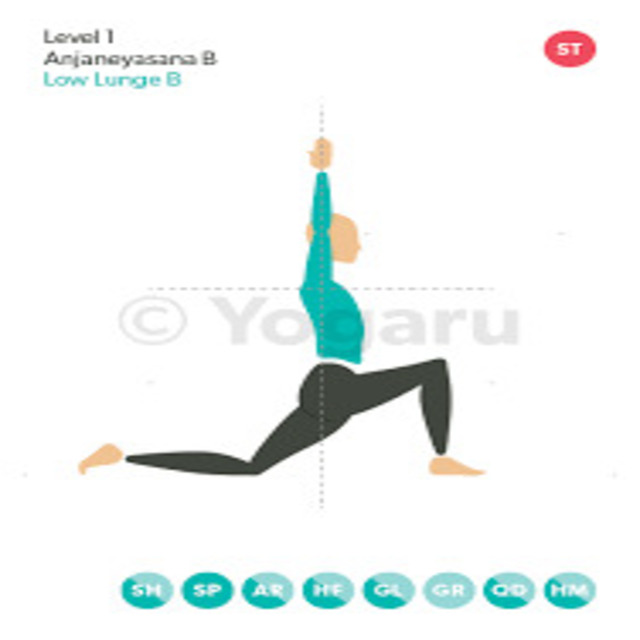 Level 1
Anjaneyasana B
Low Lunge B
ST
© Yogaru
SH SP AR HF GL GR QD HM